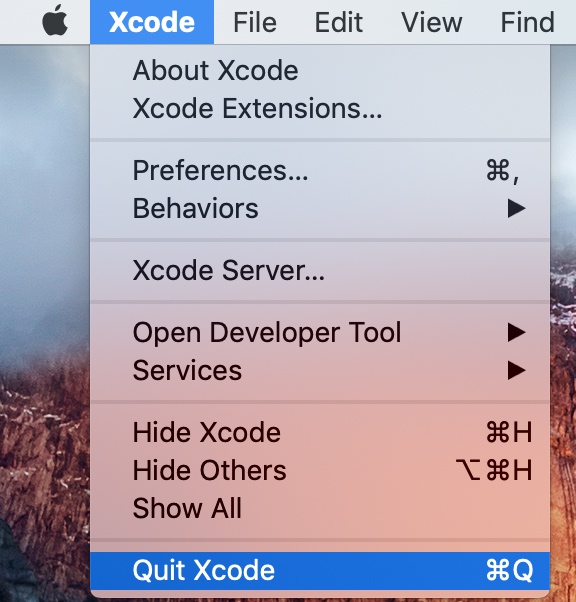 Xcode File Edit View Find
About Xcode
Xcode Extensions...
Preferences... ⌘,
Behaviors ▶
Xcode Server...
Open Developer Tool ▶
Services ▶
Hide Xcode ⌘H
Hide Others ⌥⌘H
Show All
Quit Xcode ⌘Q